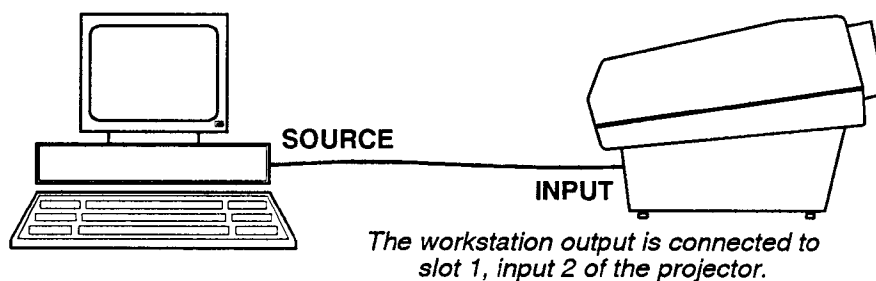 SOURCE
INPUT
The workstation output is connected to
slot 1, input 2 of the projector.